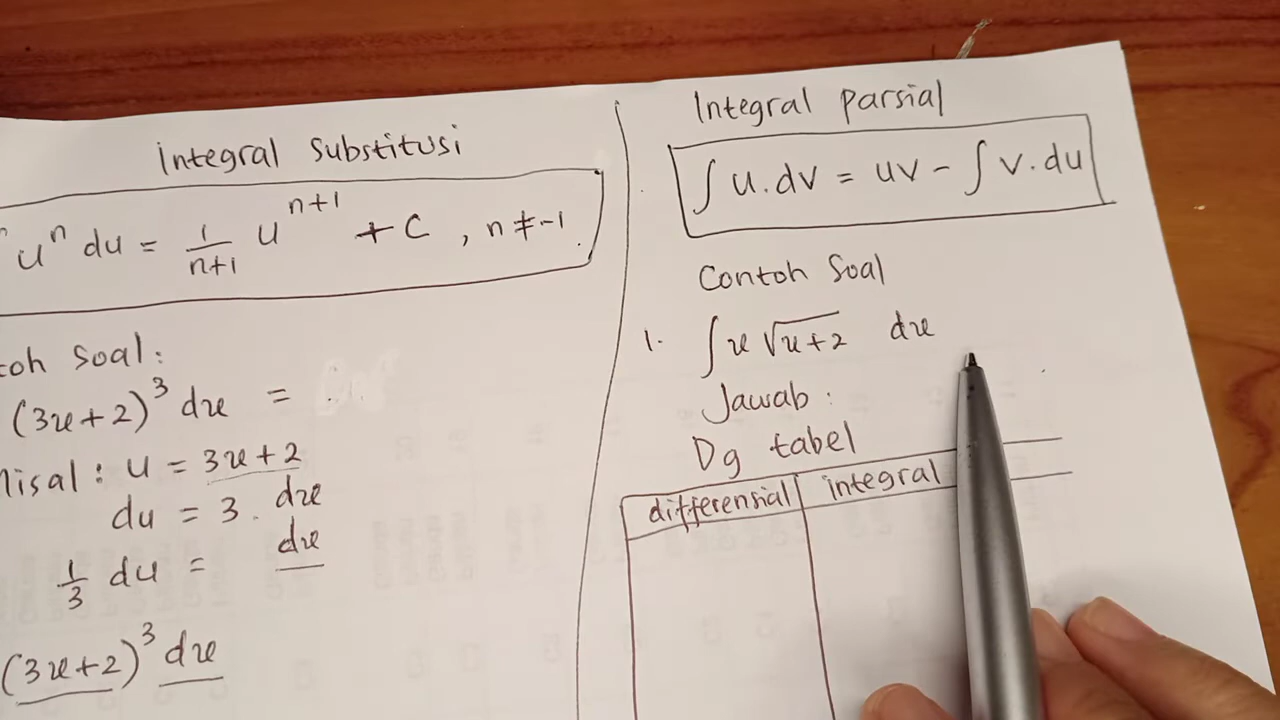 Integral Substitusi
u^n du = 1/(n+1) u^(n+1) + C , n ≠ -1
Soal :
(3x+2)^3 dx =
: u = 3x+2
du = 3 . dx
1/3 du = dx
(3x+2)^3 dx
Integral Parsial
∫ u . dv = uv - ∫ v . du
Contoh Soal
1. ∫ x √x+2 dx
Jawab :
Dg tabel
differensial integral